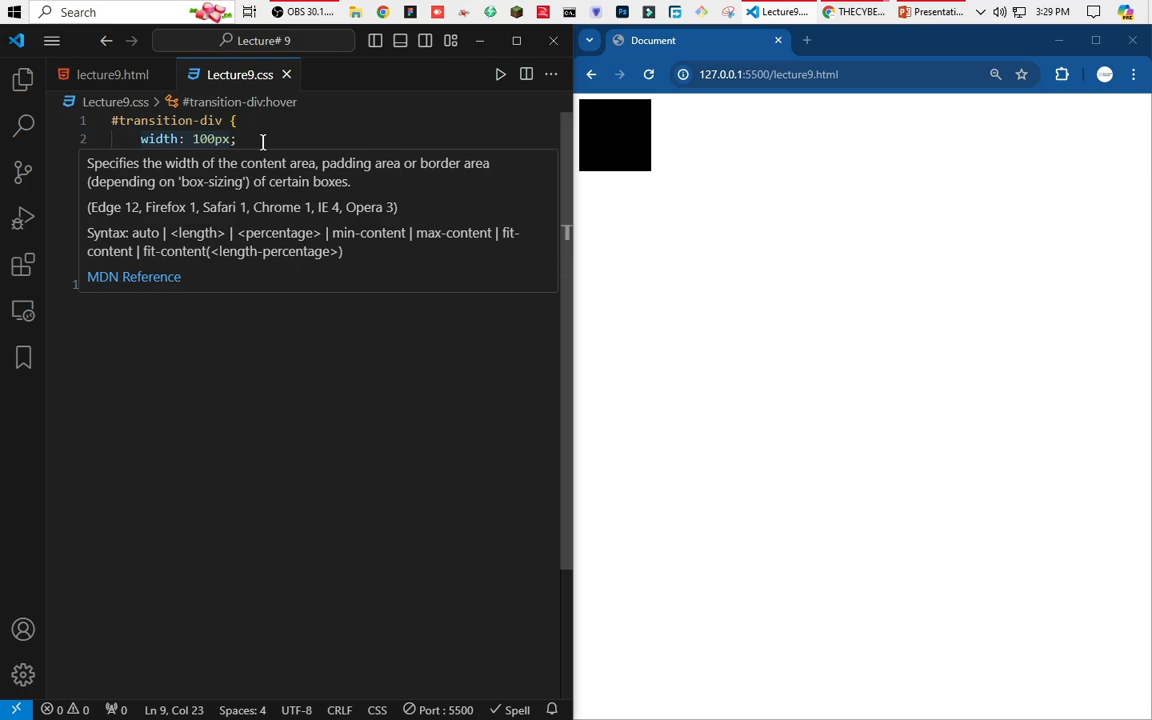 Search
OBS 30.1....
Lecture9....
THECYBE...
Presentati...
3:29 PM
Lecture# 9
Document
lecture9.html
Lecture9.css
127.0.0.1:5500/lecture9.html
Lecture9.css > #transition-div:hover
1 #transition-div {
2 width: 100px;
Specifies the width of the content area, padding area or border area
(depending on 'box-sizing') of certain boxes.
(Edge 12, Firefox 1, Safari 1, Chrome 1, IE 4, Opera 3)
Syntax: auto | <length> | <percentage> | min-content | max-content | fit-
content | fit-content(<length-percentage>)
MDN Reference
1
0 0 0 Ln 9, Col 23 Spaces: 4 UTF-8 CRLF CSS Port : 5500 Spell